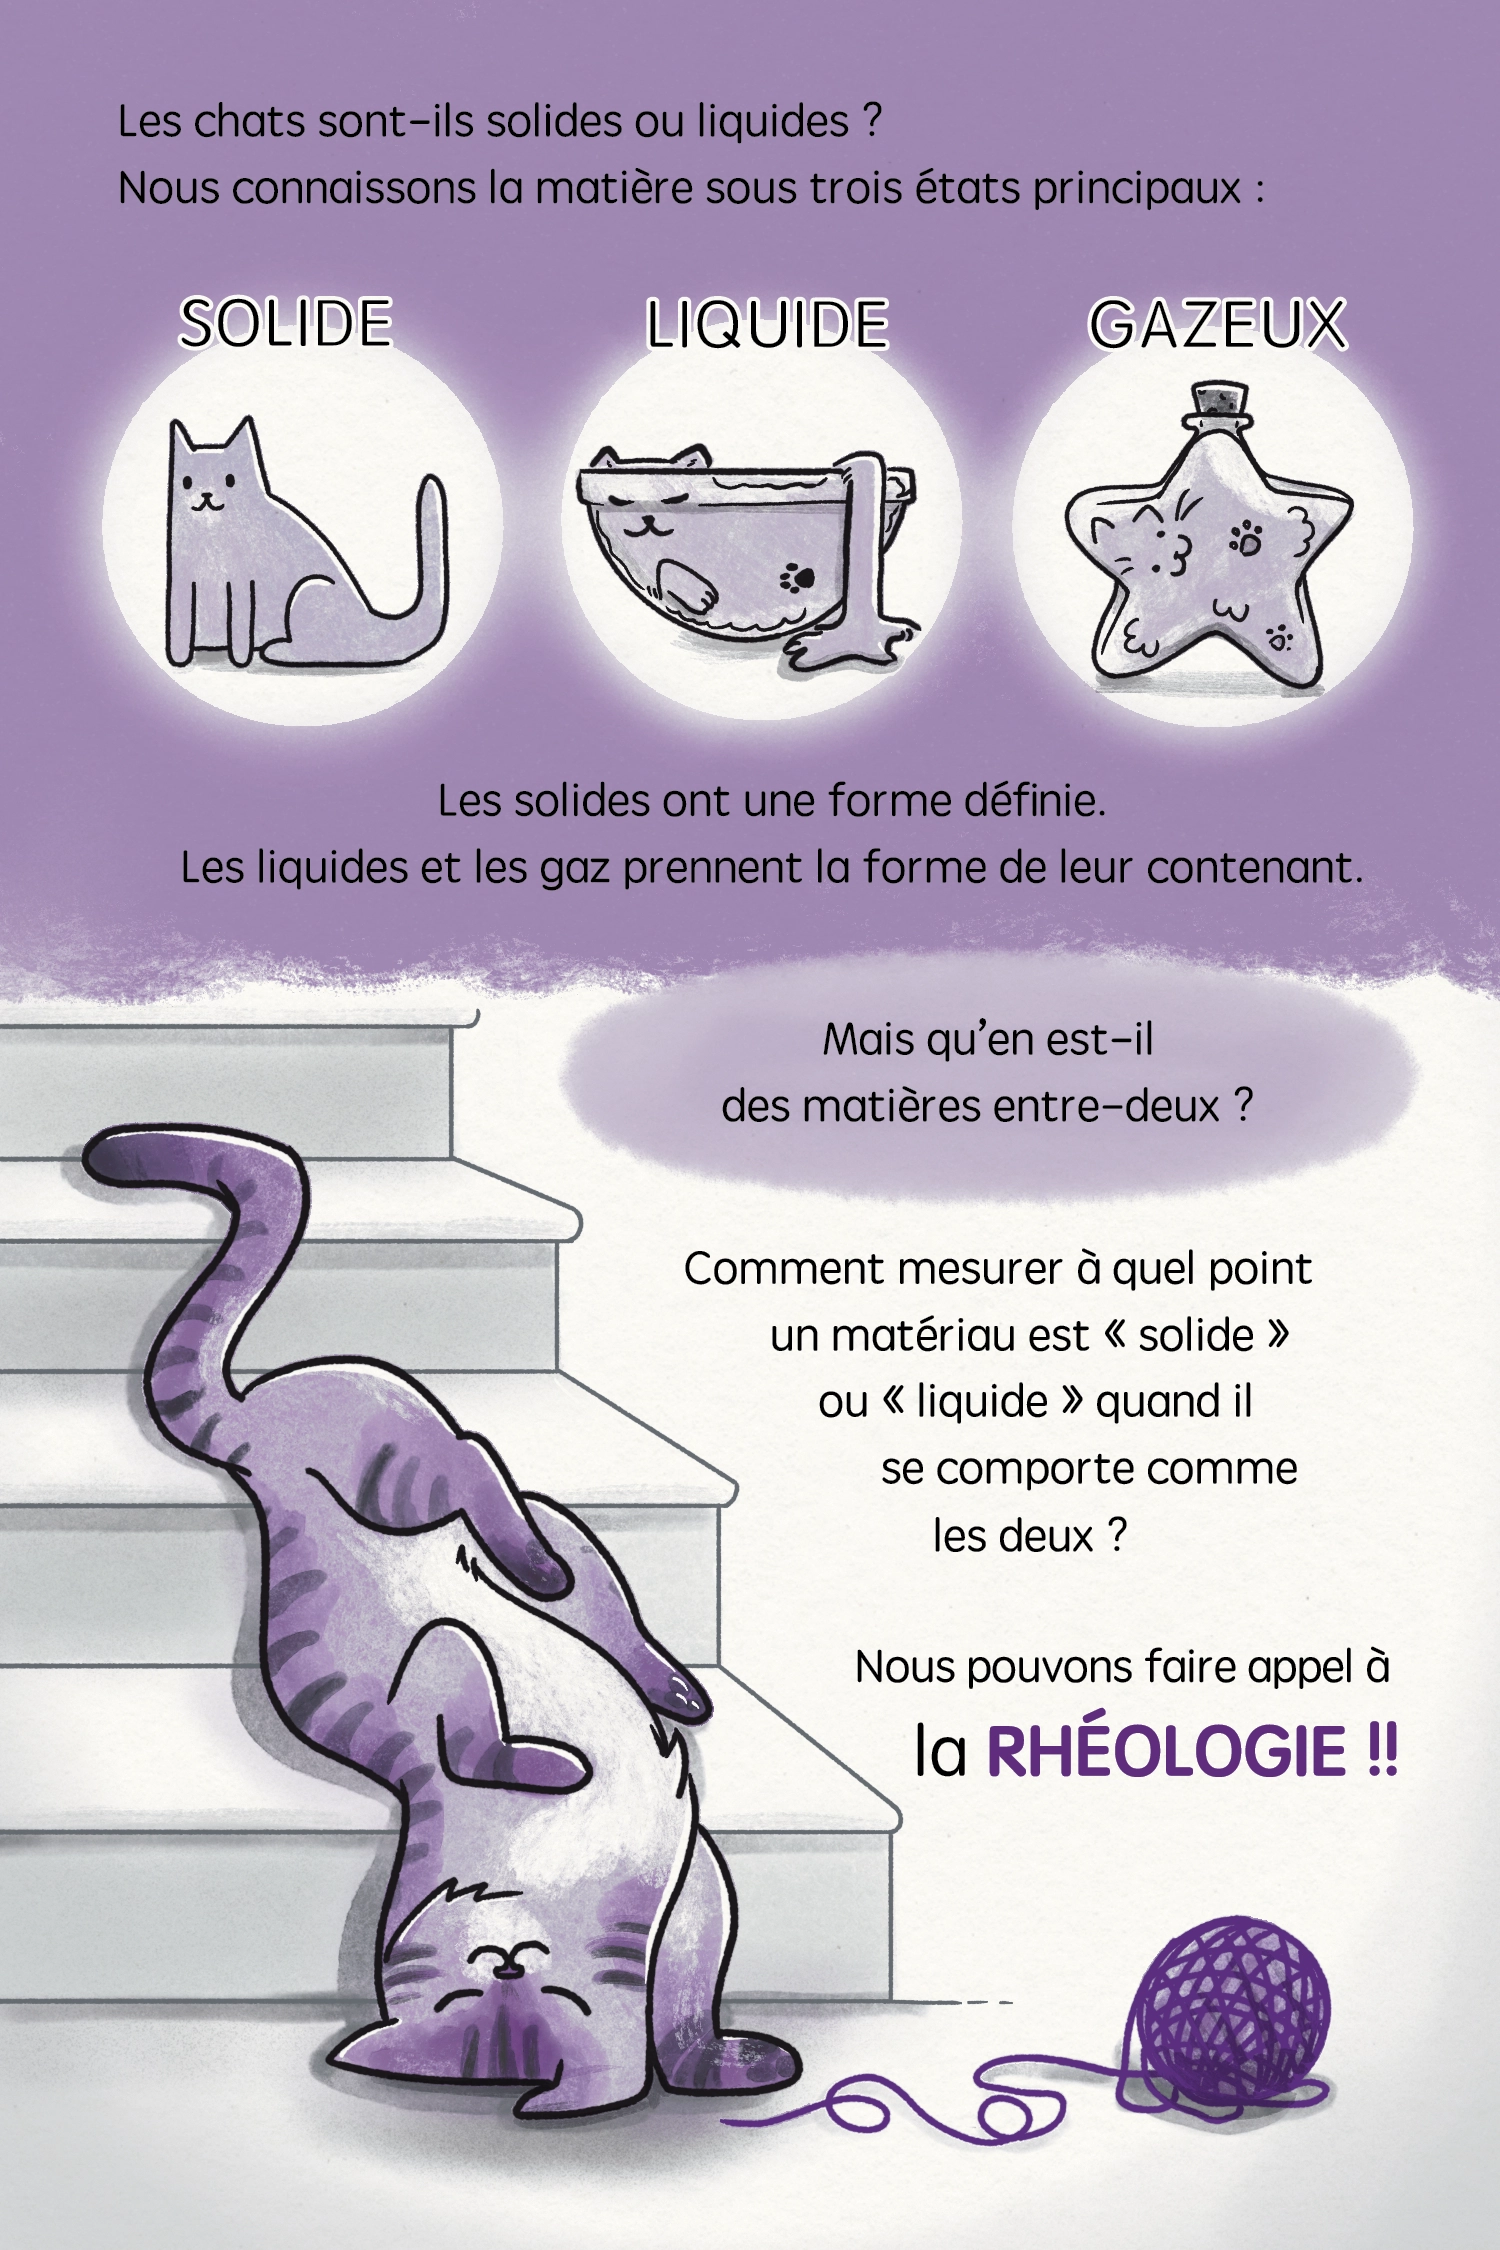 Les chats sont-ils solides ou liquides ?
Nous connaissons la matière sous trois états principaux :
SOLIDE
LIQUIDE
GAZEUX
Les solides ont une forme définie.
Les liquides et les gaz prennent la forme de leur contenant.
Mais qu’en est-il
des matières entre-deux ?
Comment mesurer à quel point
un matériau est « solide »
ou « liquide » quand il
se comporte comme
les deux ?
Nous pouvons faire appel à
la RHÉOLOGIE !!